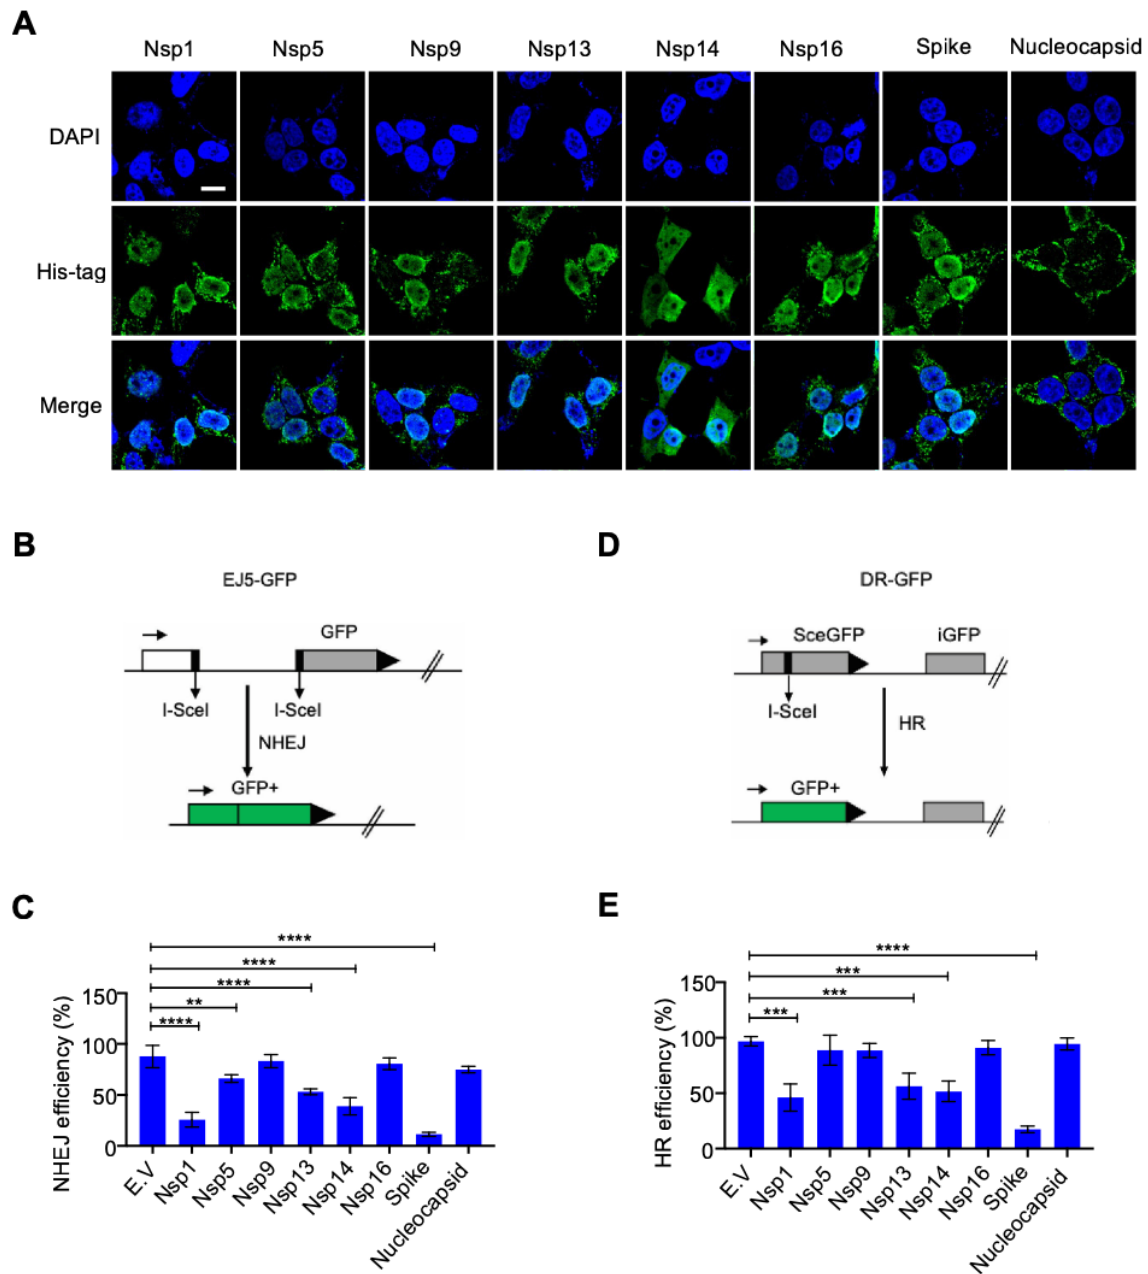 A
Nsp1 Nsp5 Nsp9 Nsp13 Nsp14 Nsp16 Spike Nucleocapsid
DAPI
His-tag
Merge
B
EJ5-GFP
GFP
I-SceI I-SceI
NHEJ
GFP+
D
DR-GFP
SceGFP iGFP
I-SceI
HR
GFP+
C
****
****
****
**
****
NHEJ efficiency (%)
150
100
50
0
E.V Nsp1 Nsp5 Nsp9 Nsp13 Nsp14 Nsp16 Spike Nucleocapsid
E
****
***
***
***
HR efficiency (%)
150
100
50
0
E.V Nsp1 Nsp5 Nsp9 Nsp13 Nsp14 Nsp16 Spike Nucleocapsid